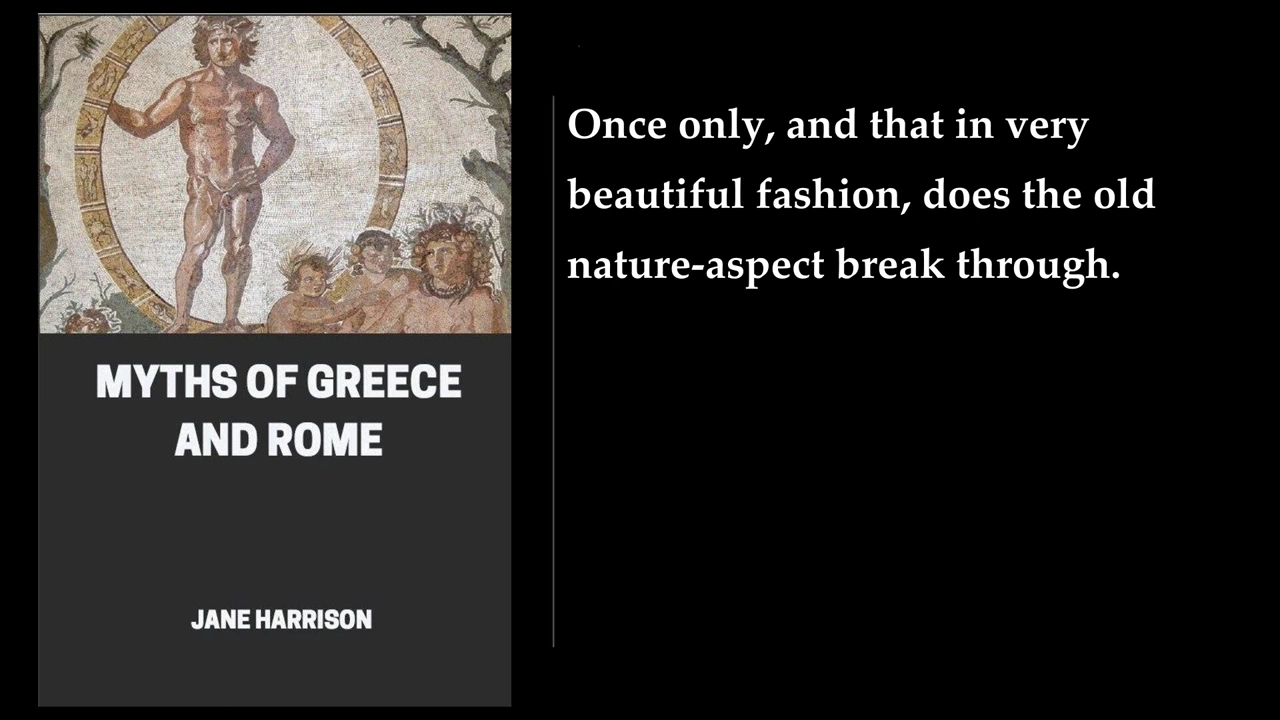 MYTHS OF GREECE
AND ROME
JANE HARRISON
Once only, and that in very
beautiful fashion, does the old
nature-aspect break through.